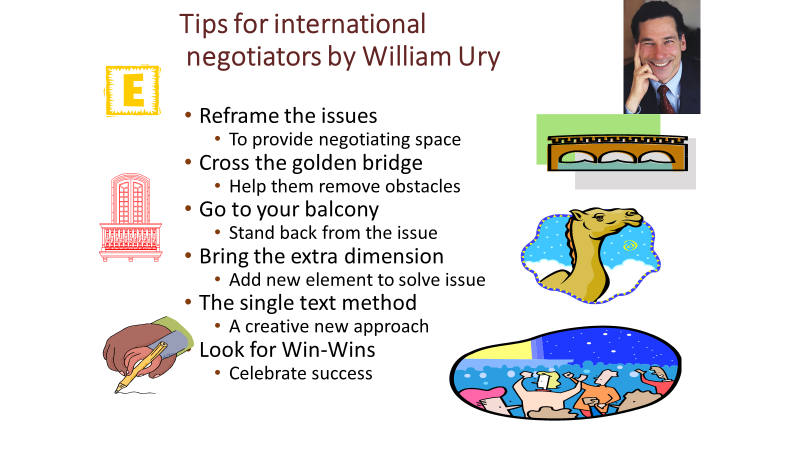 Tips for international
negotiators by William Ury
E
• Reframe the issues
• To provide negotiating space
• Cross the golden bridge
• Help them remove obstacles
• Go to your balcony
• Stand back from the issue
• Bring the extra dimension
• Add new element to solve issue
• The single text method
• A creative new approach
Look for Win-Wins
• Celebrate success